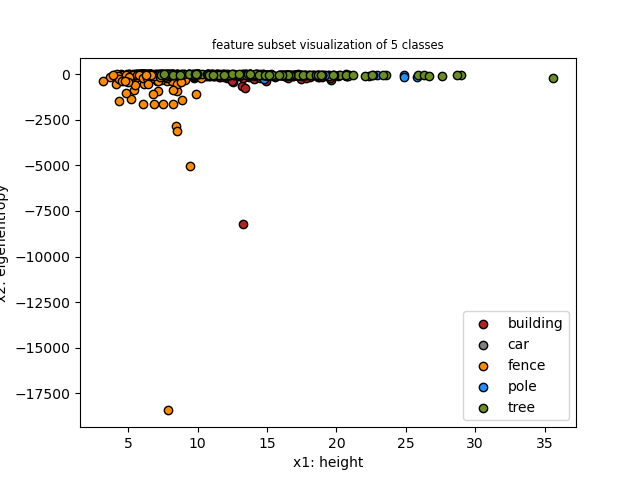 feature subset visualization of 5 classes
0
−2500
−5000
−7500
−10000
−12500
−15000
−17500
x2: eigenentropy
5 10 15 20 25 30 35
x1: height
building
car
fence
pole
tree